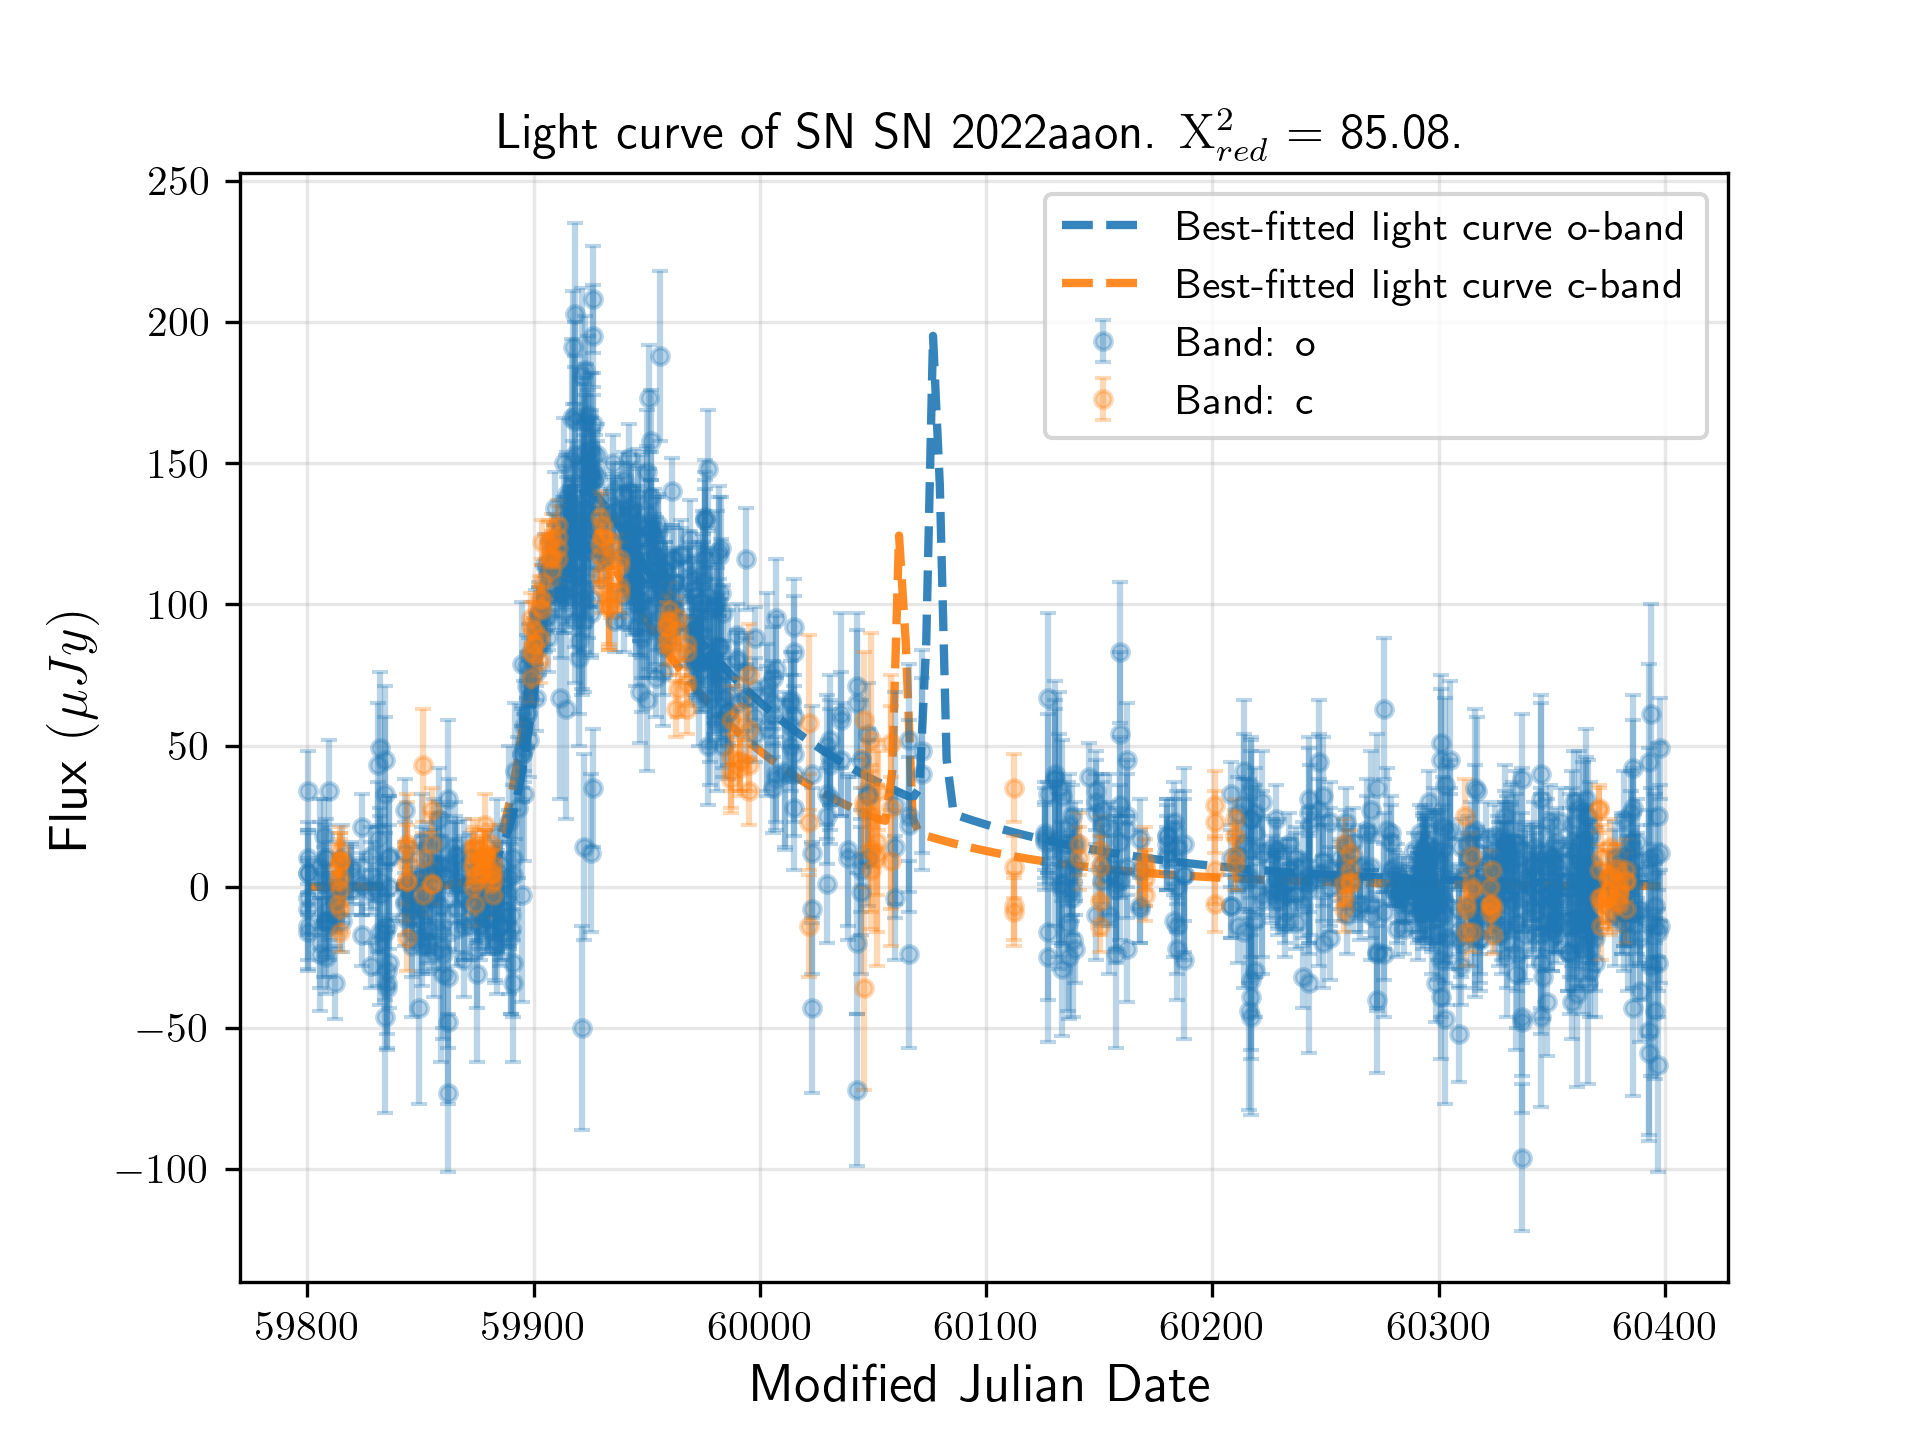 Light curve of SN SN 2022aaon. X²_red = 85.08.
250
200
150
100
50
0
−50
−100
Flux (μJy)
Best-fitted light curve o-band
Best-fitted light curve c-band
Band: o
Band: c
59800 59900 60000 60100 60200 60300 60400
Modified Julian Date